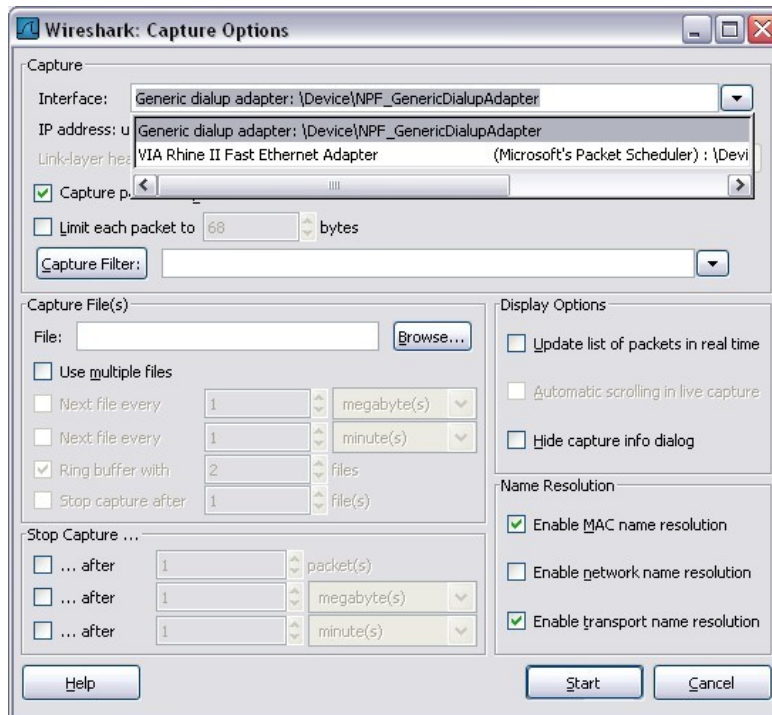 Wireshark: Capture Options
Capture
Interface: Generic dialup adapter: \Device\NPF_GenericDialupAdapter
Generic dialup adapter: \Device\NPF_GenericDialupAdapter
VIA Rhine II Fast Ethernet Adapter (Microsoft's Packet Scheduler) : \Devi
IP address: u
Link-layer hea
Capture p
Limit each packet to 68 bytes
Capture Filter:
Capture File(s)
File: Browse...
Use multiple files
Next file every 1 megabyte(s)
Next file every 1 minute(s)
Ring buffer with 2 files
Stop capture after 1 file(s)
Stop Capture ...
... after 1 packet(s)
... after 1 megabyte(s)
... after 1 minute(s)
Display Options
Update list of packets in real time
Automatic scrolling in live capture
Hide capture info dialog
Name Resolution
Enable MAC name resolution
Enable network name resolution
Enable transport name resolution
Help
Start
Cancel